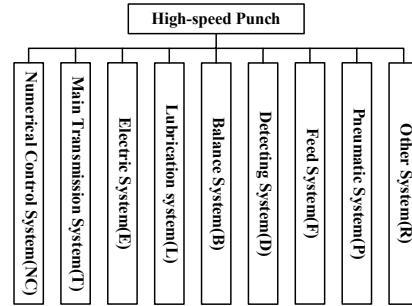 High-speed Punch
Numerical Control System(NC)
Main Transmission System(T)
Electric System(E)
Lubrication system(L)
Balance System(B)
Detecting System(D)
Feed System(F)
Pneumatic System(P)
Other System(R)